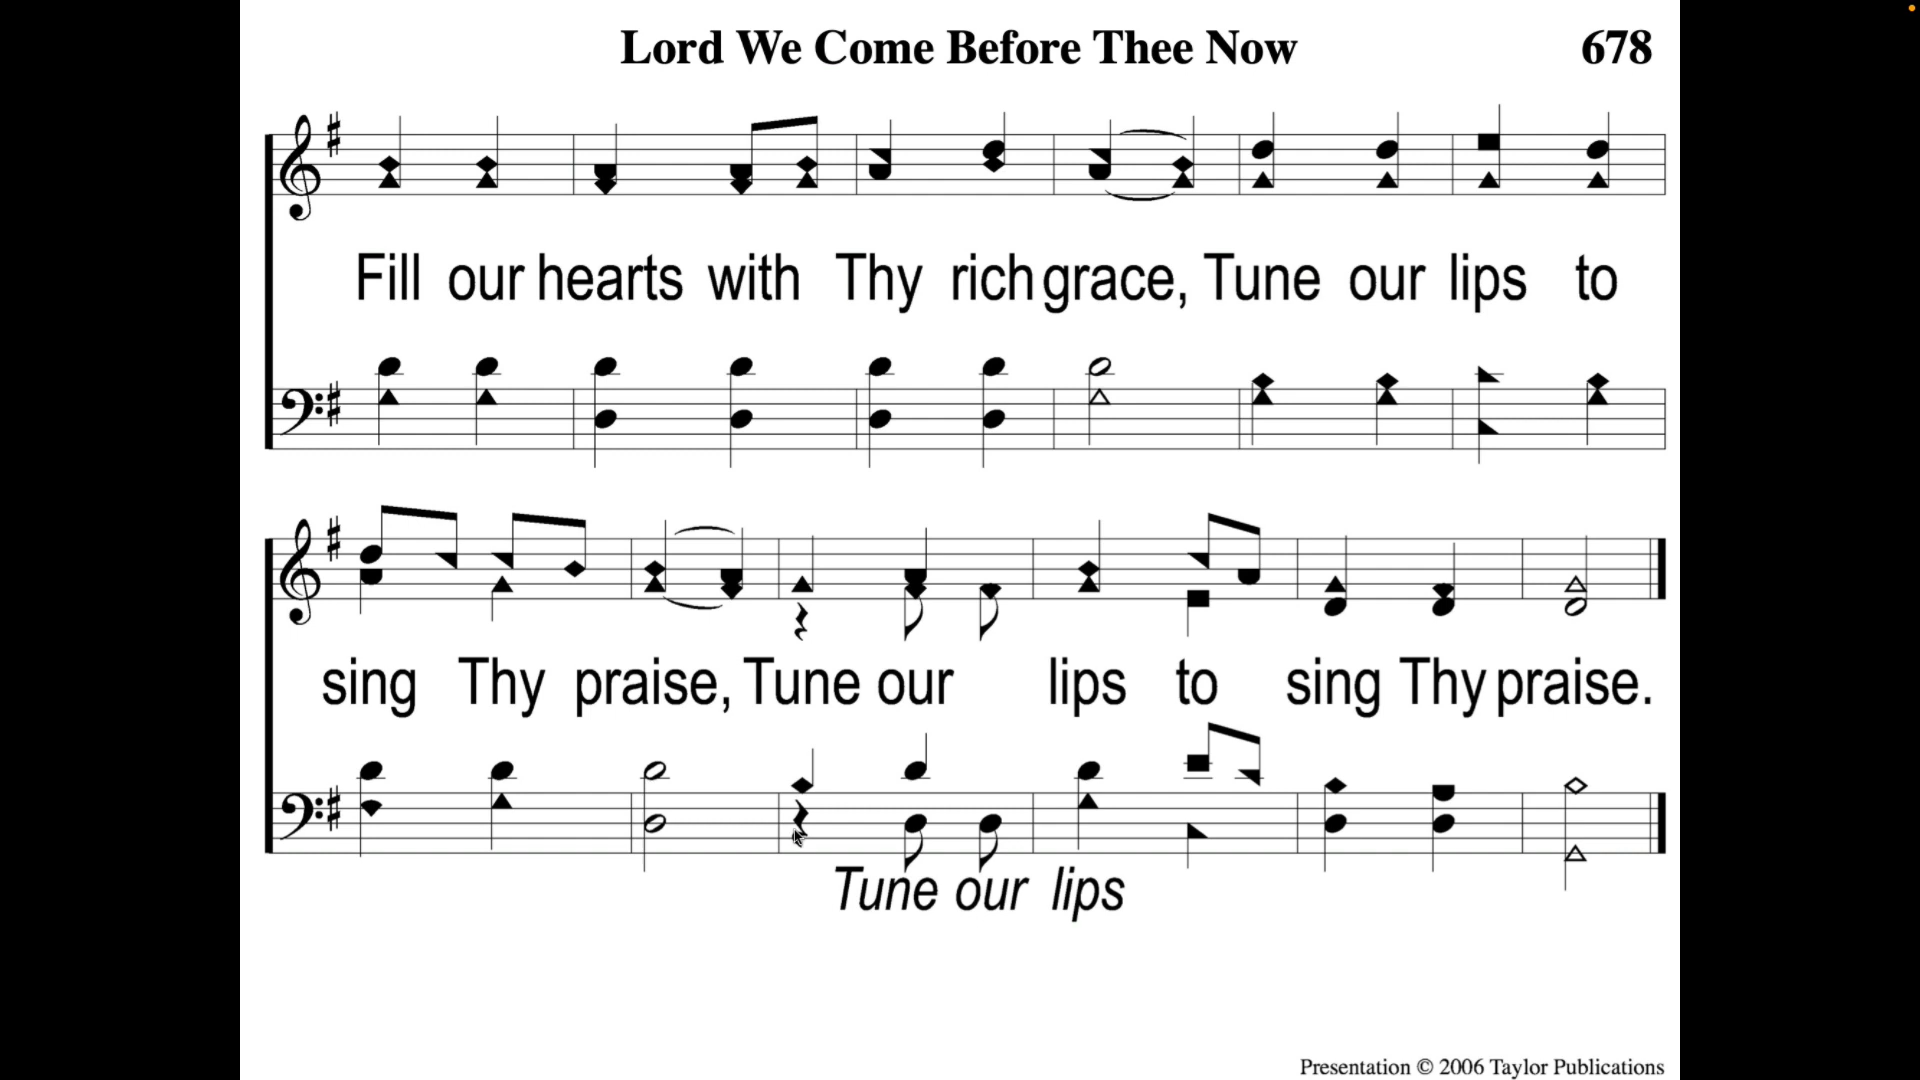 Lord We Come Before Thee Now 678
Fill our hearts with Thy rich grace, Tune our lips to
sing Thy praise, Tune our lips to sing Thy praise.
Tune our lips
Presentation © 2006 Taylor Publications